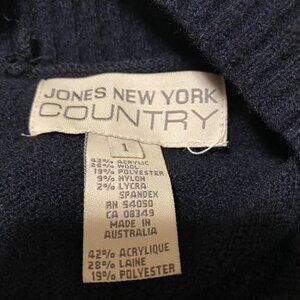 JONES NEW YORK
COUNTRY
1
42% ACRYLIC
28% WOOL
19% POLYESTER
9% NYLON
2% LYCRA
SPANDEX
RN 54050
CA 08349
MADE IN
AUSTRALIA
42% ACRYLIQUE
28% LAINE
19% POLYESTER